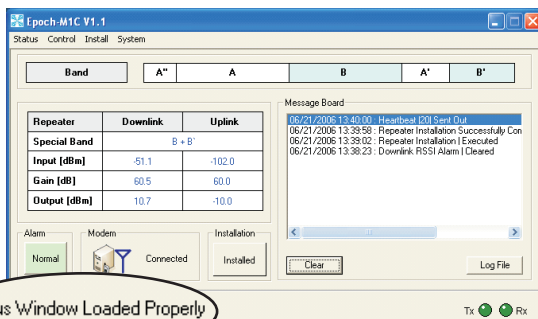 Epoch-M1C V1.1
Status Control Install System
Band A" A B A' B'
Message Board
06/21/2006 13:40:00 : Heartbeat |20| Sent Out
06/21/2006 13:39:58 : Repeater Installation Successfully Con
06/21/2006 13:39:02 : Repeater Installation | Executed
06/21/2006 13:38:23 : Downlink RSSI Alarm | Cleared
Repeater Downlink Uplink
Special Band B + B'
Input [dBm] -51.1 -102.0
Gain [dB] 60.5 60.0
Output [dBm] 10.7 -10.0
Alarm Modem Installation
Normal Connected Installed
Clear Log File
Window Loaded Properly
Tx Rx